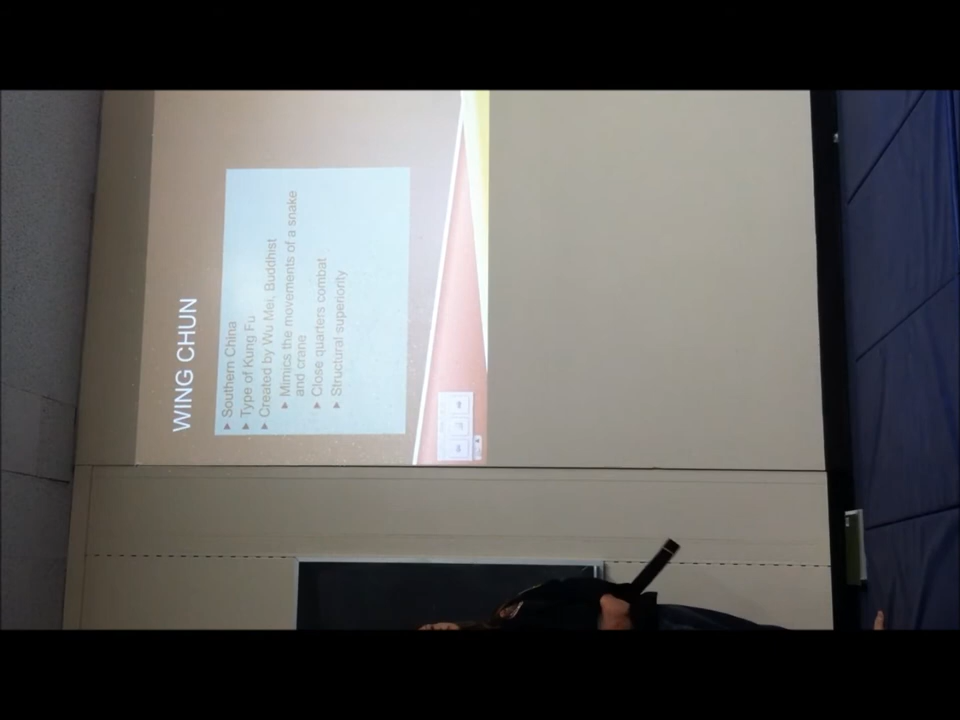 WING CHUN
Southern China
Type of Kung Fu
Created by Wu Mei, Buddhist
Mimics the movements of a snake
and crane
Close quarters combat
Structural superiority